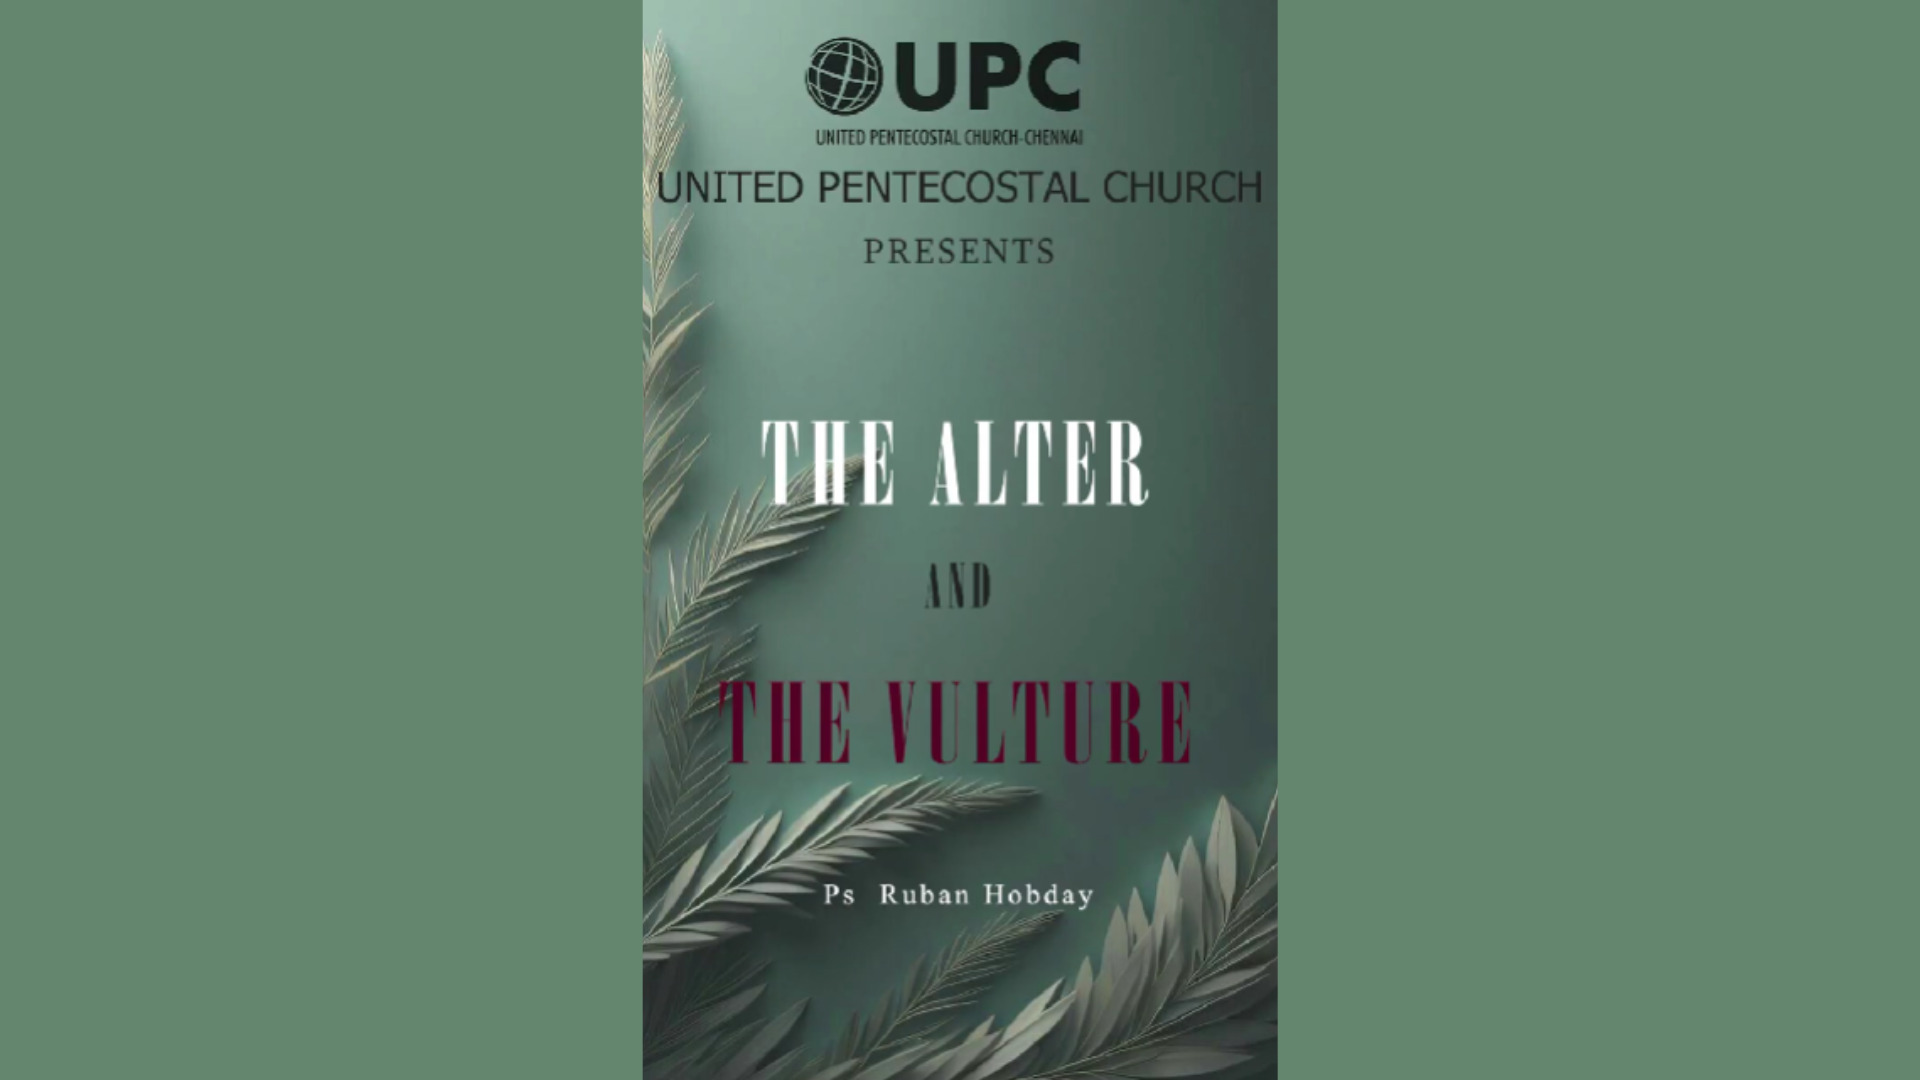 UPC
UNITED PENTECOSTAL CHURCH-CHENNAI
UNITED PENTECOSTAL CHURCH
PRESENTS
THE ALTER
AND
THE VULTURE
Ps Ruban Hobday